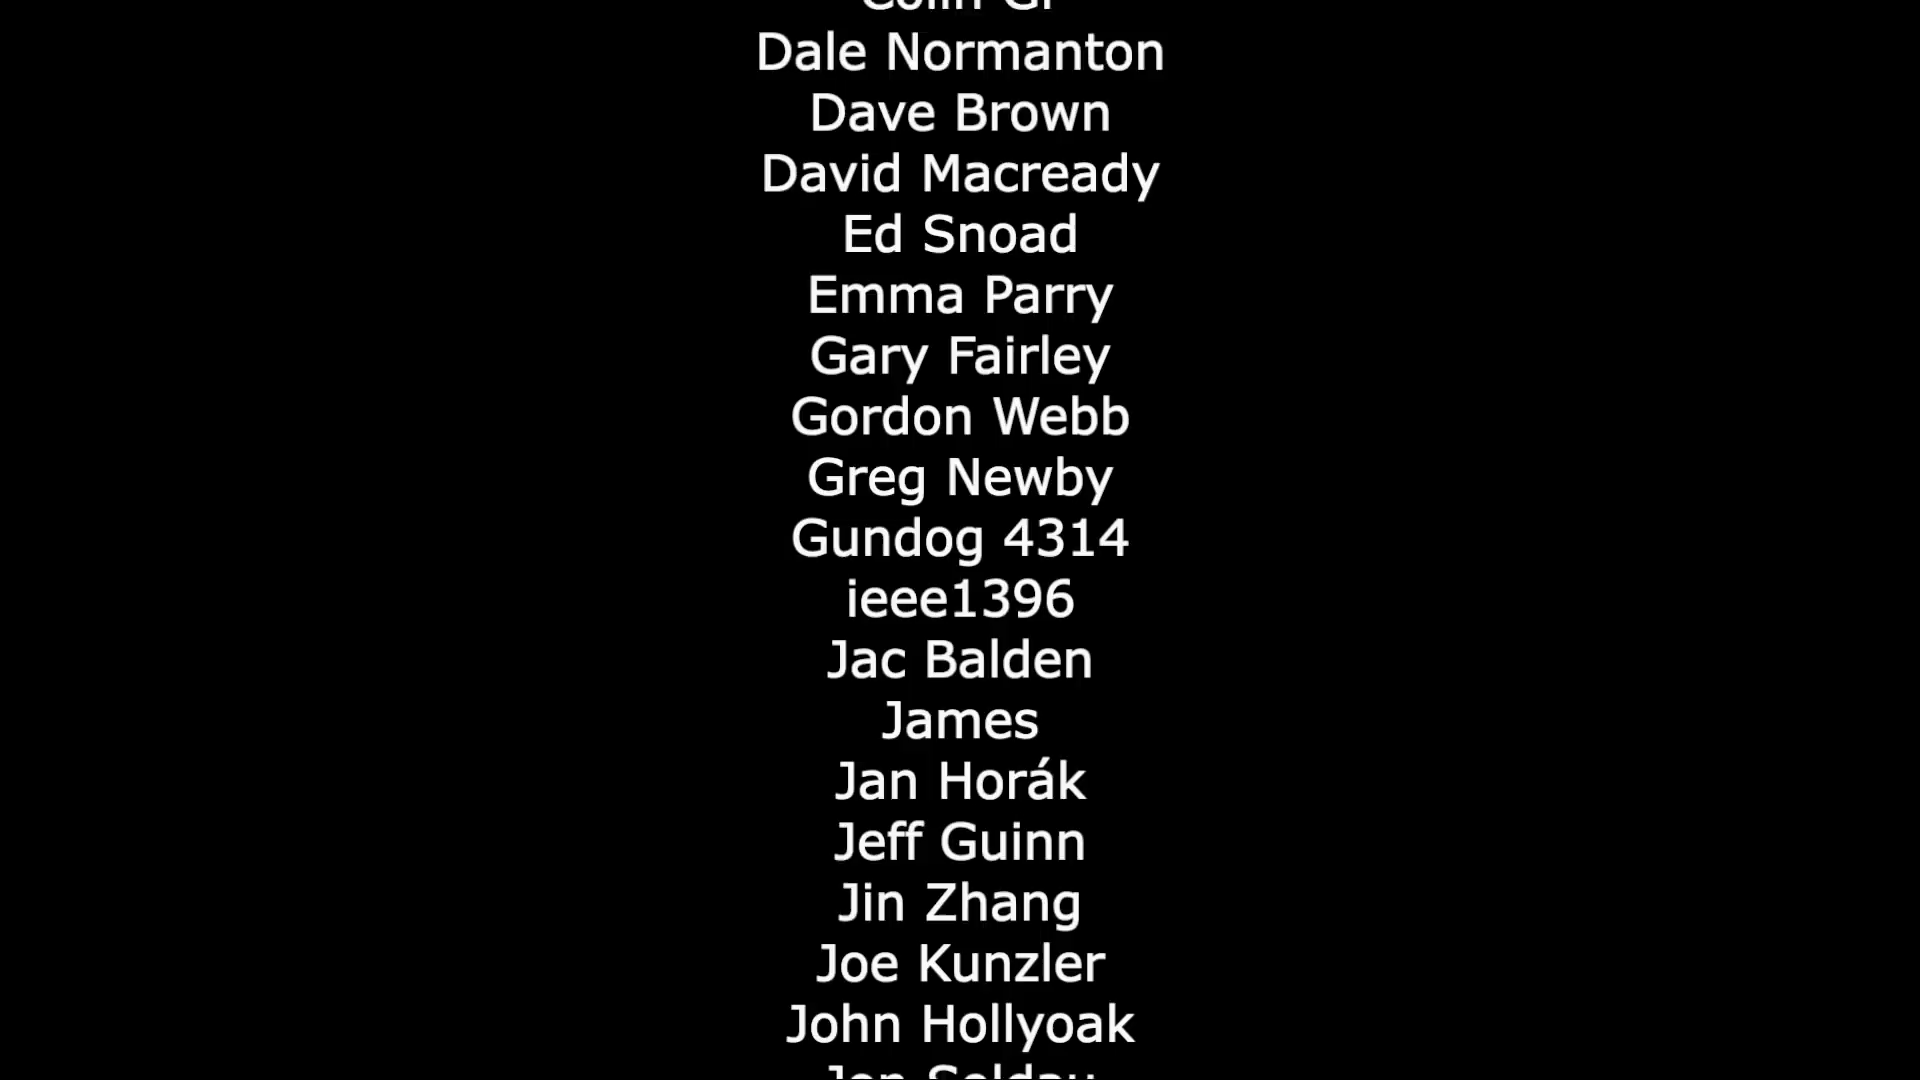 Dale Normanton
Dave Brown
David Macready
Ed Snoad
Emma Parry
Gary Fairley
Gordon Webb
Greg Newby
Gundog 4314
ieee1396
Jac Balden
James
Jan Horák
Jeff Guinn
Jin Zhang
Joe Kunzler
John Hollyoak